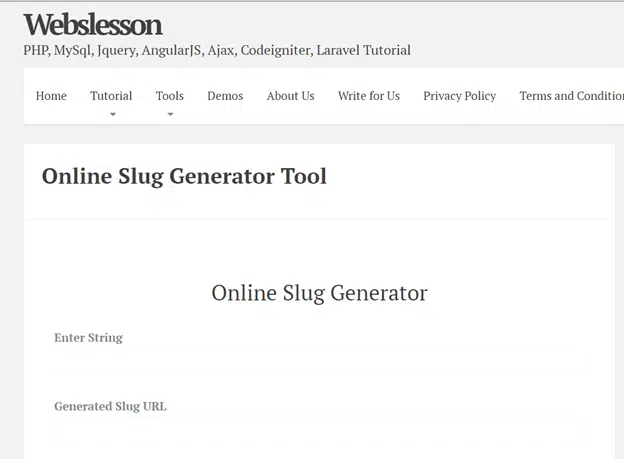 Webslesson
PHP, MySql, Jquery, AngularJS, Ajax, Codeigniter, Laravel Tutorial
Home Tutorial Tools Demos About Us Write for Us Privacy Policy Terms and Conditio
Online Slug Generator Tool
Online Slug Generator
Enter String
Generated Slug URL